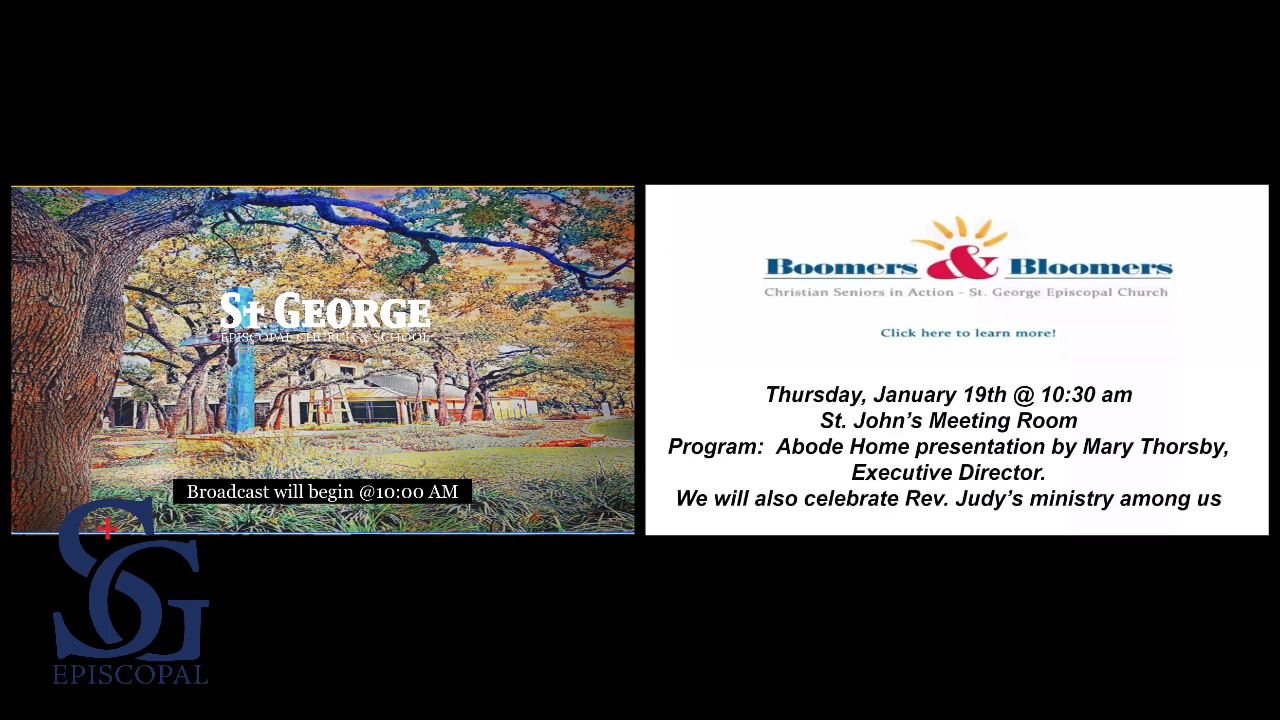 St GEORGE
EPISCOPAL CHURCH & SCHOOL
Broadcast will begin @10:00 AM
SG
EPISCOPAL
Boomers & Bloomers
Christian Seniors in Action - St. George Episcopal Church
Click here to learn more!
Thursday, January 19th @ 10:30 am
St. John’s Meeting Room
Program:  Abode Home presentation by Mary Thorsby,
Executive Director.
We will also celebrate Rev. Judy’s ministry among us